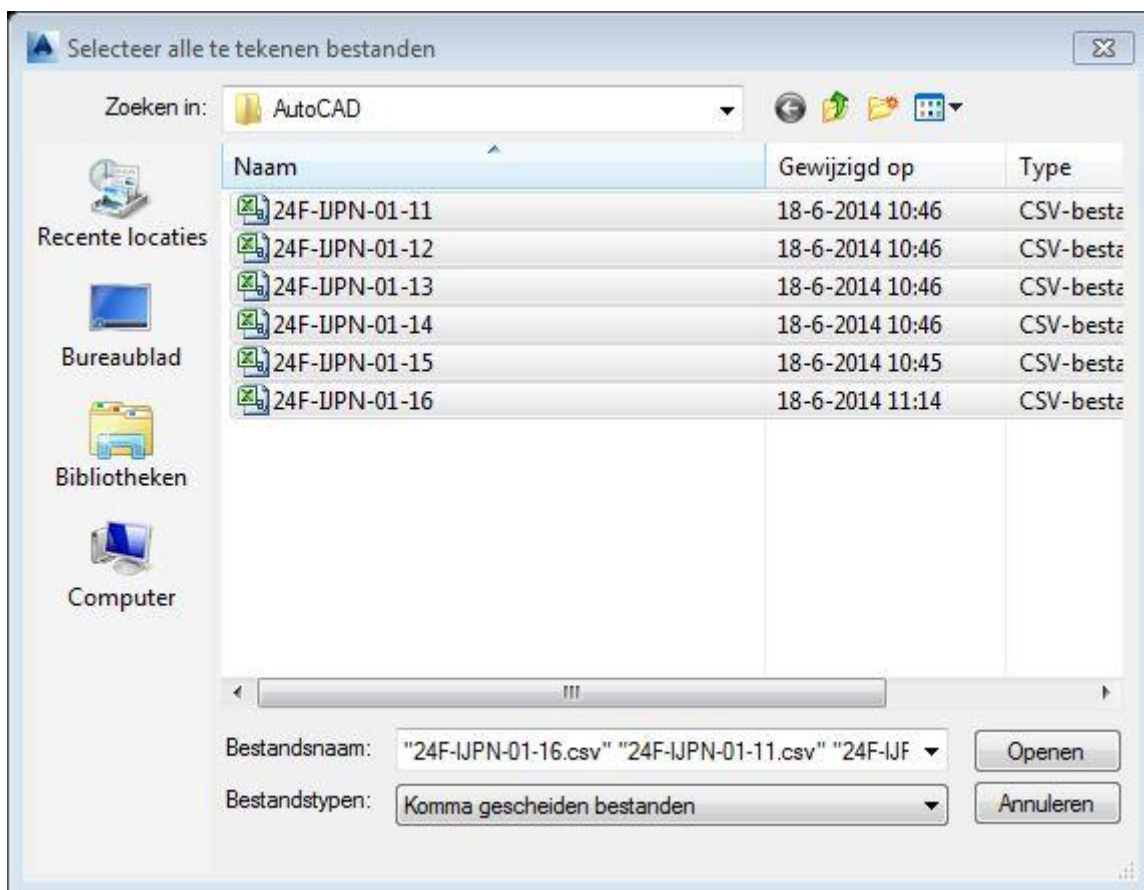 Selecteer alle te tekenen bestanden
Zoeken in:
AutoCAD
Recente locaties
Bureaublad
Bibliotheken
Computer
Naam Gewijzigd op Type
24F-IJPN-01-11 18-6-2014 10:46 CSV-besta
24F-IJPN-01-12 18-6-2014 10:46 CSV-besta
24F-IJPN-01-13 18-6-2014 10:46 CSV-besta
24F-IJPN-01-14 18-6-2014 10:46 CSV-besta
24F-IJPN-01-15 18-6-2014 10:45 CSV-besta
24F-IJPN-01-16 18-6-2014 11:14 CSV-besta
Bestandsnaam: "24F-IJPN-01-16.csv" "24F-IJPN-01-11.csv" "24F-IJF Openen
Bestandstypen: Komma gescheiden bestanden Annuleren